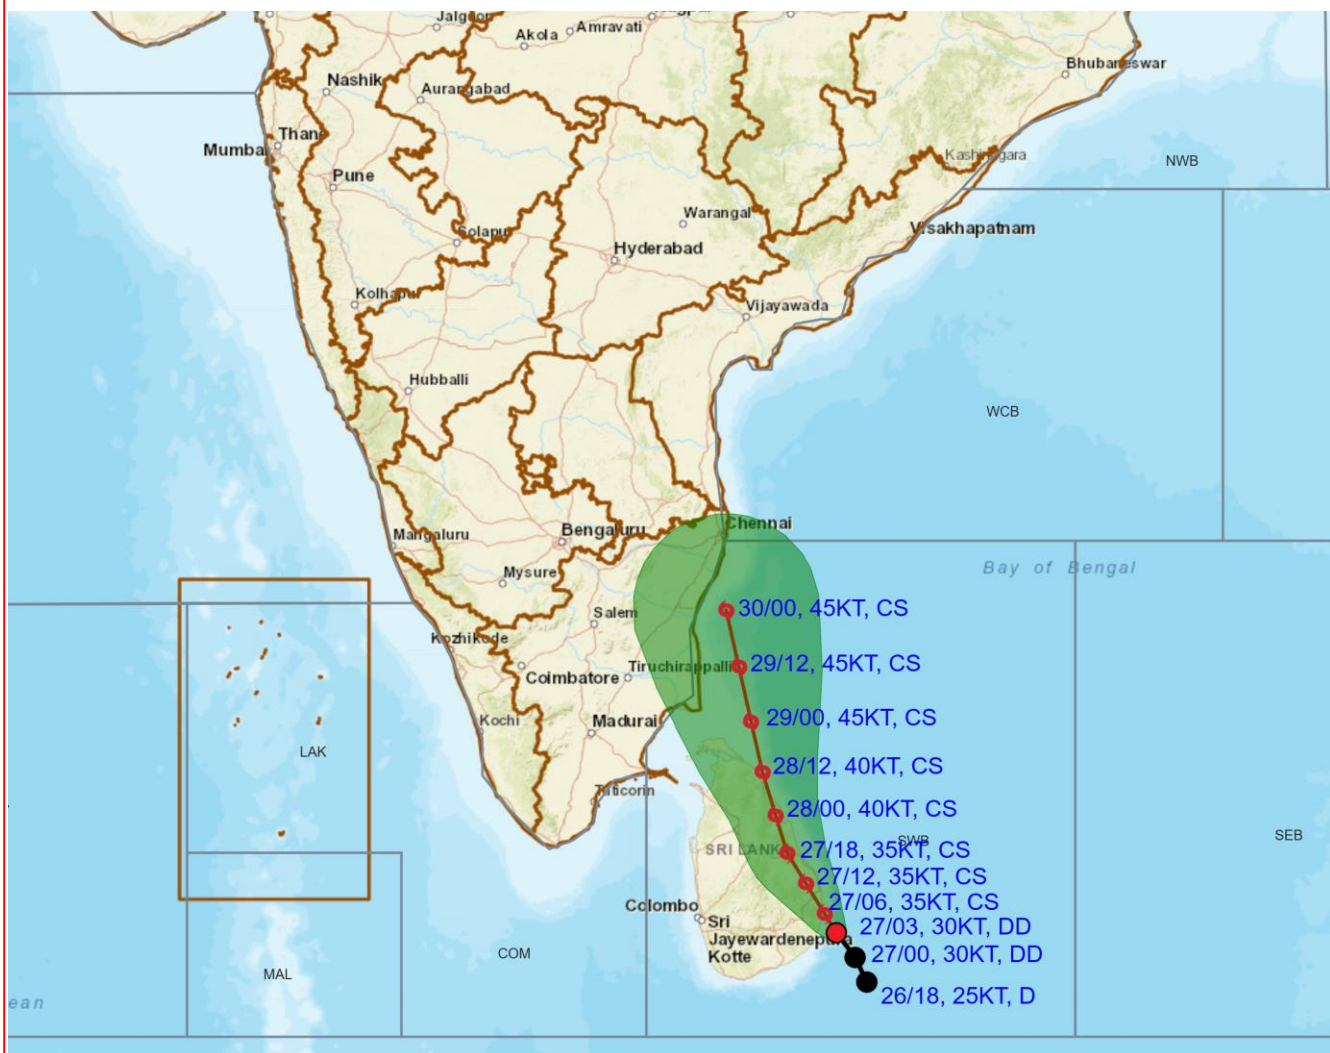 Jalgaon
Akola
Amravati
Bhubaneswar
Nashik
Aurangabad
Thane
Mumbai
Kashinagara
NWB
Pune
Warangal
Solapur
Visakhapatnam
Hyderabad
Kolhapur
Vijayawada
Hubballi
WCB
Chennai
Mangaluru
Bengaluru
Bay of Bengal
Mysuru
30/00, 45KT, CS
Salem
Kozhikode
29/12, 45KT, CS
Tiruchirappalli
Coimbatore
29/00, 45KT, CS
Kochi
Madurai
LAK
28/12, 40KT, CS
Tuticorin
28/00, 40KT, CS
SWB
SEB
SRI LANKA
27/18, 35KT, CS
27/12, 35KT, CS
27/06, 35KT, CS
Colombo
Sri
Jayewardenepura
Kotte
27/03, 30KT, DD
27/00, 30KT, DD
COM
MAL
26/18, 25KT, D
ean